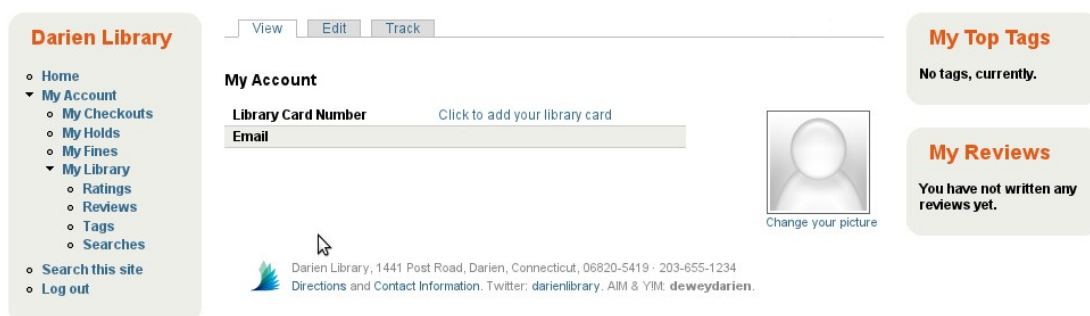 Darien Library
Home
My Account
My Checkouts
My Holds
My Fines
My Library
Ratings
Reviews
Tags
Searches
Search this site
Log out
View Edit Track
My Account
Library Card Number Click to add your library card
Email
Change your picture
Darien Library, 1441 Post Road, Darien, Connecticut, 06820-5419 · 203-655-1234
Directions and Contact Information. Twitter: darienlibrary. AIM & Y!M: deweydarien.
My Top Tags
No tags, currently.
My Reviews
You have not written any
reviews yet.